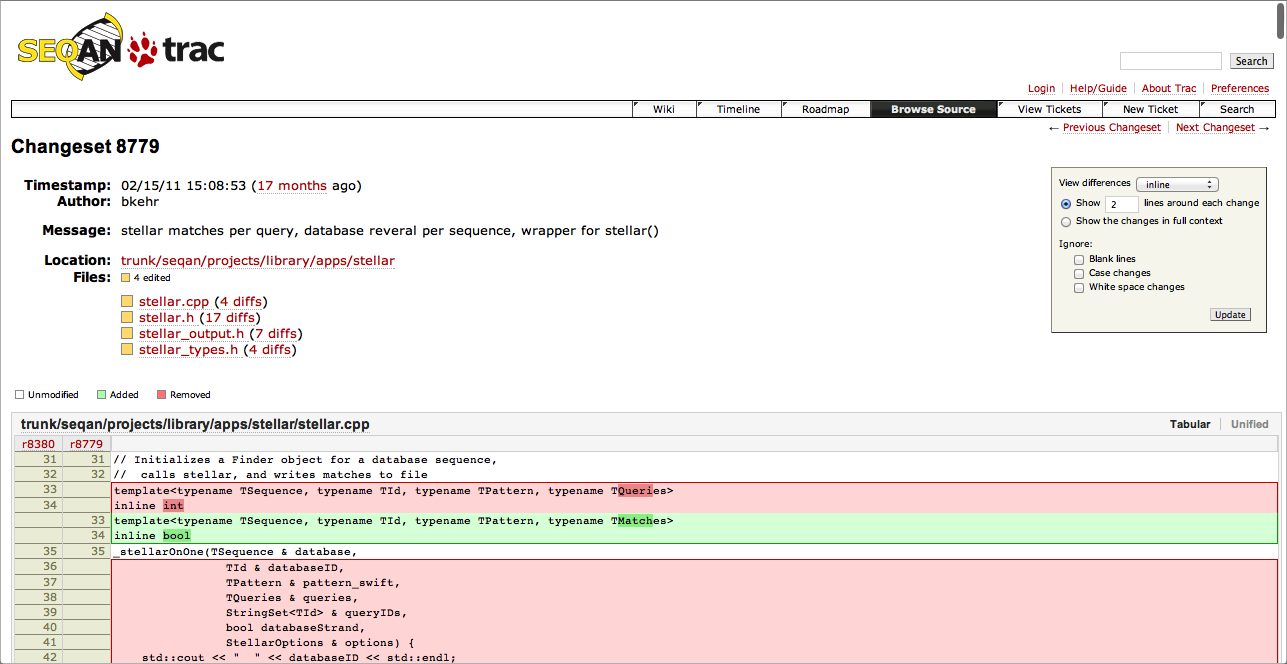 SEQAN trac
Search
Login Help/Guide About Trac Preferences
Wiki Timeline Roadmap Browse Source View Tickets New Ticket Search
← Previous Changeset Next Changeset →
Changeset 8779
Timestamp: 02/15/11 15:08:53 (17 months ago)
Author: bkehr
Message: stellar matches per query, database reveral per sequence, wrapper for stellar()
Location: trunk/seqan/projects/library/apps/stellar
Files: 4 edited
stellar.cpp (4 diffs)
stellar.h (17 diffs)
stellar_output.h (7 diffs)
stellar_types.h (4 diffs)
View differences inline
Show 2 lines around each change
Show the changes in full context
Ignore:
Blank lines
Case changes
White space changes
Update
Unmodified Added Removed
trunk/seqan/projects/library/apps/stellar/stellar.cpp Tabular Unified
r8380 r8779
31 31 // Initializes a Finder object for a database sequence,
32 32 //  calls stellar, and writes matches to file
33 template<typename TSequence, typename TId, typename TPattern, typename TQueries>
34 inline int
33 template<typename TSequence, typename TId, typename TPattern, typename TMatches>
34 inline bool
35 35 _stellarOnOne(TSequence & database,
36 TId & databaseID,
37 TPattern & pattern_swift,
38 TQueries & queries,
39 StringSet<TId> & queryIDs,
40 bool databaseStrand,
41 StellarOptions & options) {
42 std::cout << "  " << databaseID << std::endl;